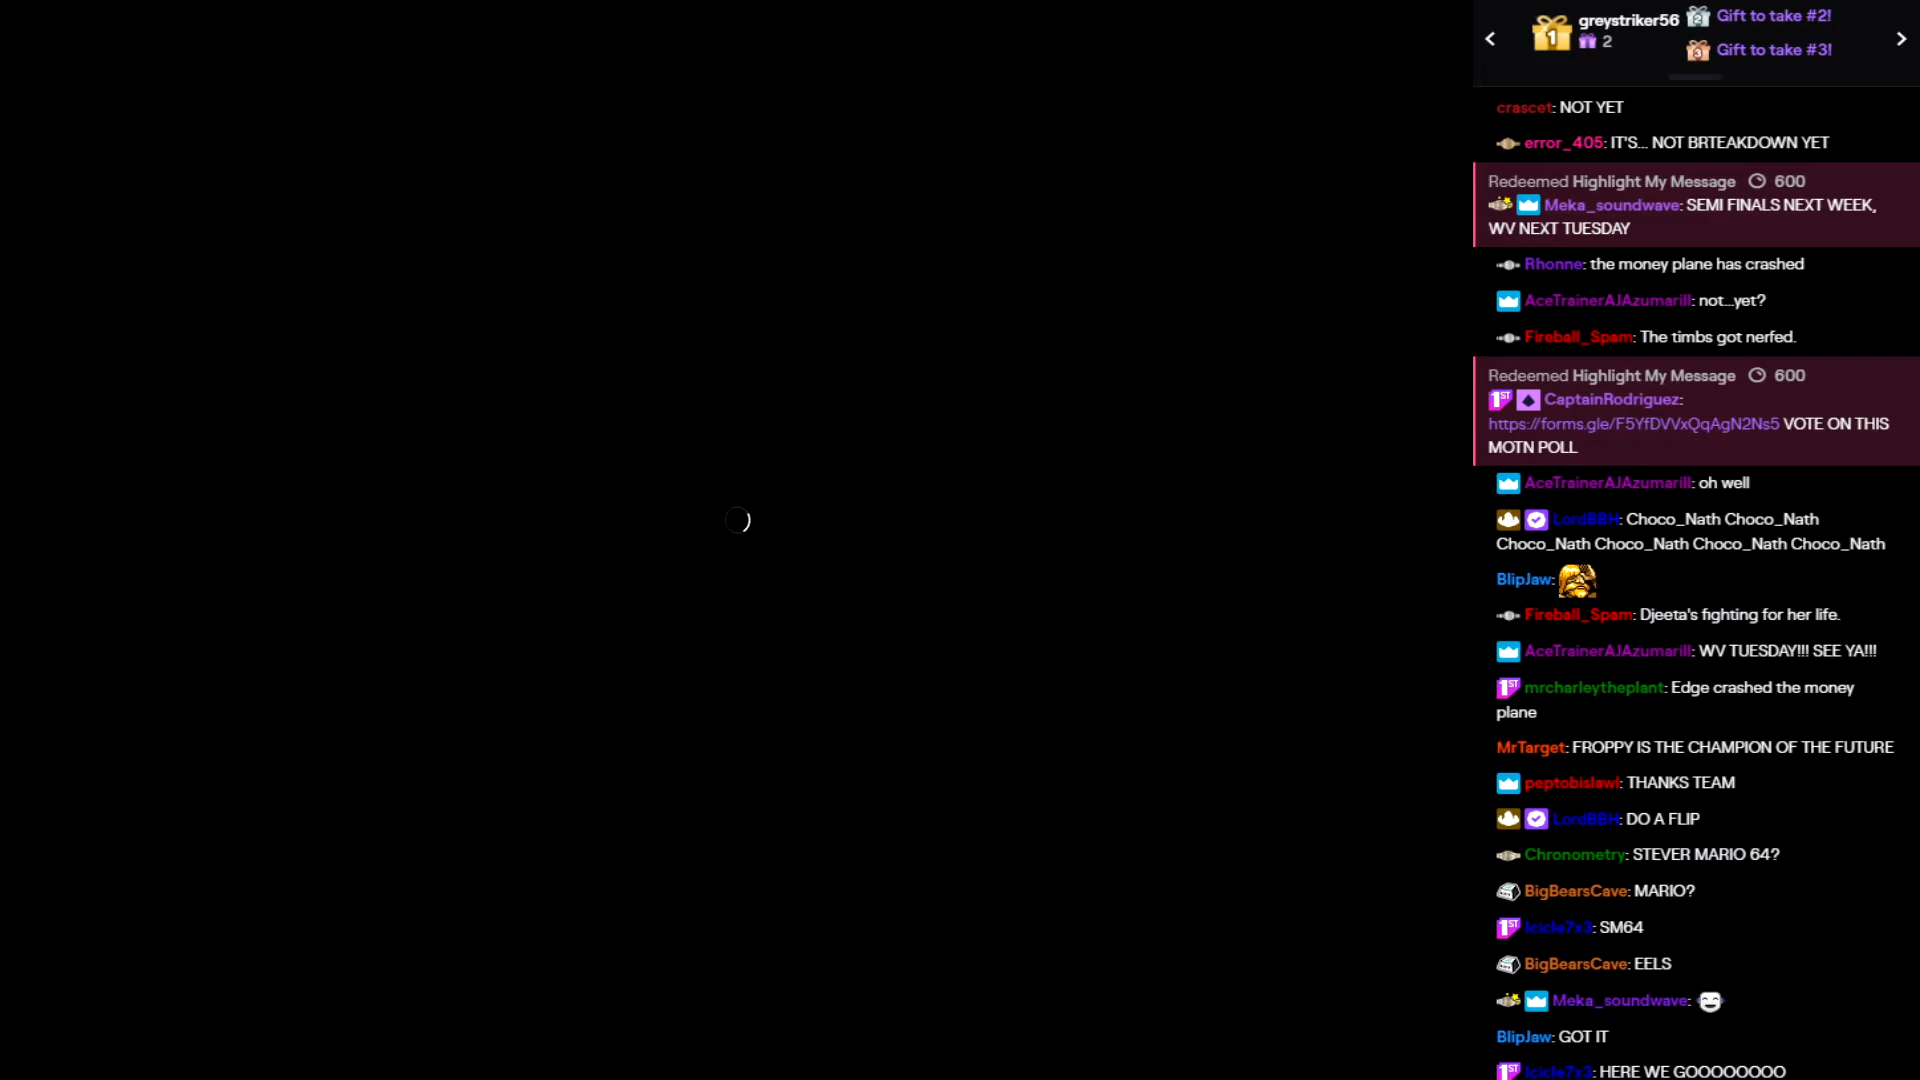 greystriker56
2
Gift to take #2!
Gift to take #3!
crascet: NOT YET
error_405: IT'S... NOT BRTEAKDOWN YET
Redeemed Highlight My Message 600
Meka_soundwave: SEMI FINALS NEXT WEEK,
WV NEXT TUESDAY
Rhonne: the money plane has crashed
AceTrainerAJAzumarill: not...yet?
Fireball_Spam: The timbs got nerfed.
Redeemed Highlight My Message 600
CaptainRodriguez:
https://forms.gle/F5YfDVVxQqAgN2Ns5 VOTE ON THIS
MOTN POLL
AceTrainerAJAzumarill: oh well
LordBBH: Choco_Nath Choco_Nath
Choco_Nath Choco_Nath Choco_Nath Choco_Nath
BlipJaw:
Fireball_Spam: Djeeta's fighting for her life.
AceTrainerAJAzumarill: WV TUESDAY!!! SEE YA!!!
mrcharleytheplant: Edge crashed the money
plane
MrTarget: FROPPY IS THE CHAMPION OF THE FUTURE
peptobislawl: THANKS TEAM
LordBBH: DO A FLIP
Chronometry: STEVER MARIO 64?
BigBearsCave: MARIO?
Icicle7x3: SM64
BigBearsCave: EELS
Meka_soundwave:
BlipJaw: GOT IT
Icicle7x3: HERE WE GOOOOOOOO